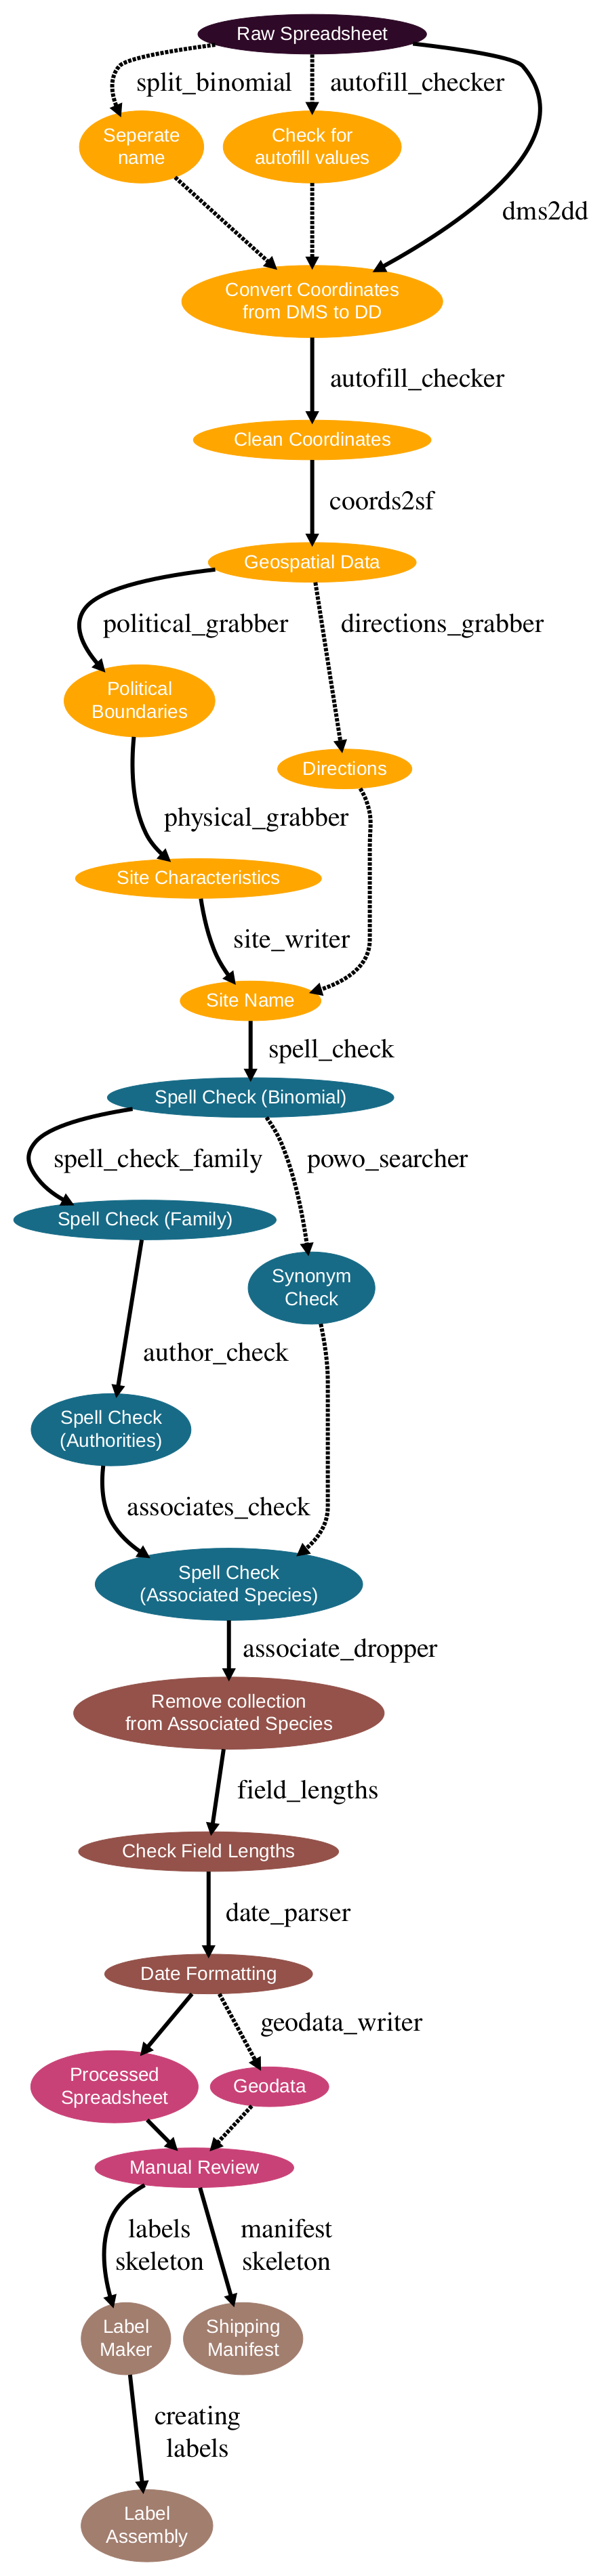 Raw Spreadsheet
split_binomial
autofill_checker
Seperate
name
Check for
autofill values
dms2dd
Convert Coordinates
from DMS to DD
autofill_checker
Clean Coordinates
coords2sf
Geospatial Data
political_grabber
directions_grabber
Political
Boundaries
Directions
physical_grabber
Site Characteristics
site_writer
Site Name
spell_check
Spell Check (Binomial)
spell_check_family
powo_searcher
Spell Check (Family)
Synonym
Check
author_check
Spell Check
(Authorities)
associates_check
Spell Check
(Associated Species)
associate_dropper
Remove collection
from Associated Species
field_lengths
Check Field Lengths
date_parser
Date Formatting
geodata_writer
Processed
Spreadsheet
Geodata
Manual Review
labels
skeleton
manifest
skeleton
Label
Maker
Shipping
Manifest
creating
labels
Label
Assembly